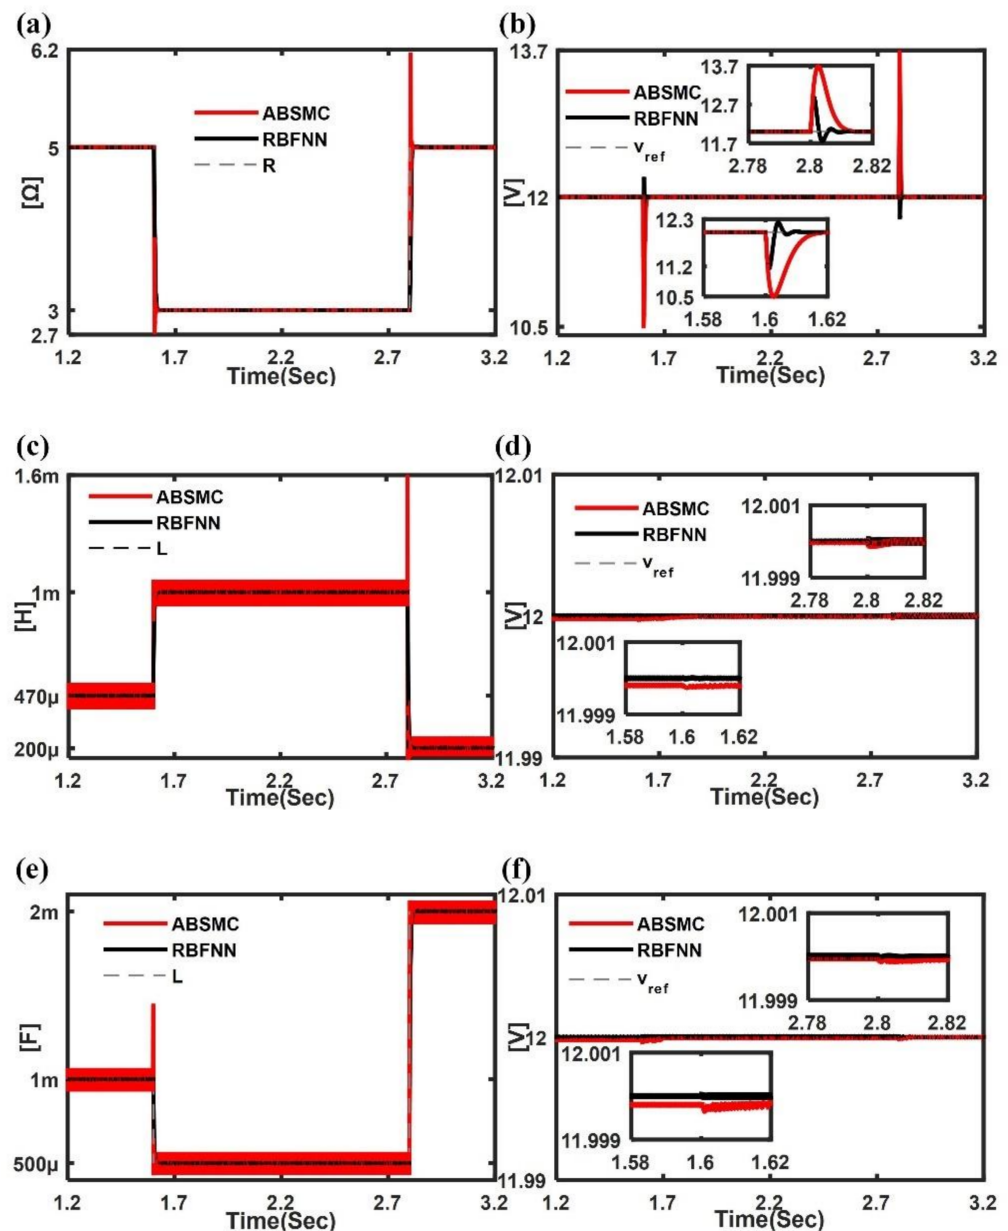 (a)
6.2
5
3
2.7
[Ω]
ABSMC
RBFNN
R
1.2 1.7 2.2 2.7 3.2
Time(Sec)
(b)
13.7
12
10.5
[V]
ABSMC
RBFNN
v_ref
13.7
12.7
11.7
2.78 2.8 2.82
12.3
11.2
10.5
1.58 1.6 1.62
1.2 1.7 2.2 2.7 3.2
Time(Sec)
(c)
1.6m
1m
470µ
200µ
[H]
ABSMC
RBFNN
L
1.2 1.7 2.2 2.7 3.2
Time(Sec)
(d)
12.01
12
11.99
[V]
ABSMC
RBFNN
v_ref
12.001
11.999
2.78 2.8 2.82
12.001
11.999
1.58 1.6 1.62
1.2 1.7 2.2 2.7 3.2
Time(Sec)
(e)
2m
1m
500µ
[F]
ABSMC
RBFNN
L
1.2 1.7 2.2 2.7 3.2
Time(Sec)
(f)
12.01
12
11.99
[V]
ABSMC
RBFNN
v_ref
12.001
11.999
2.78 2.8 2.82
12.001
11.999
1.58 1.6 1.62
1.2 1.7 2.2 2.7 3.2
Time(Sec)